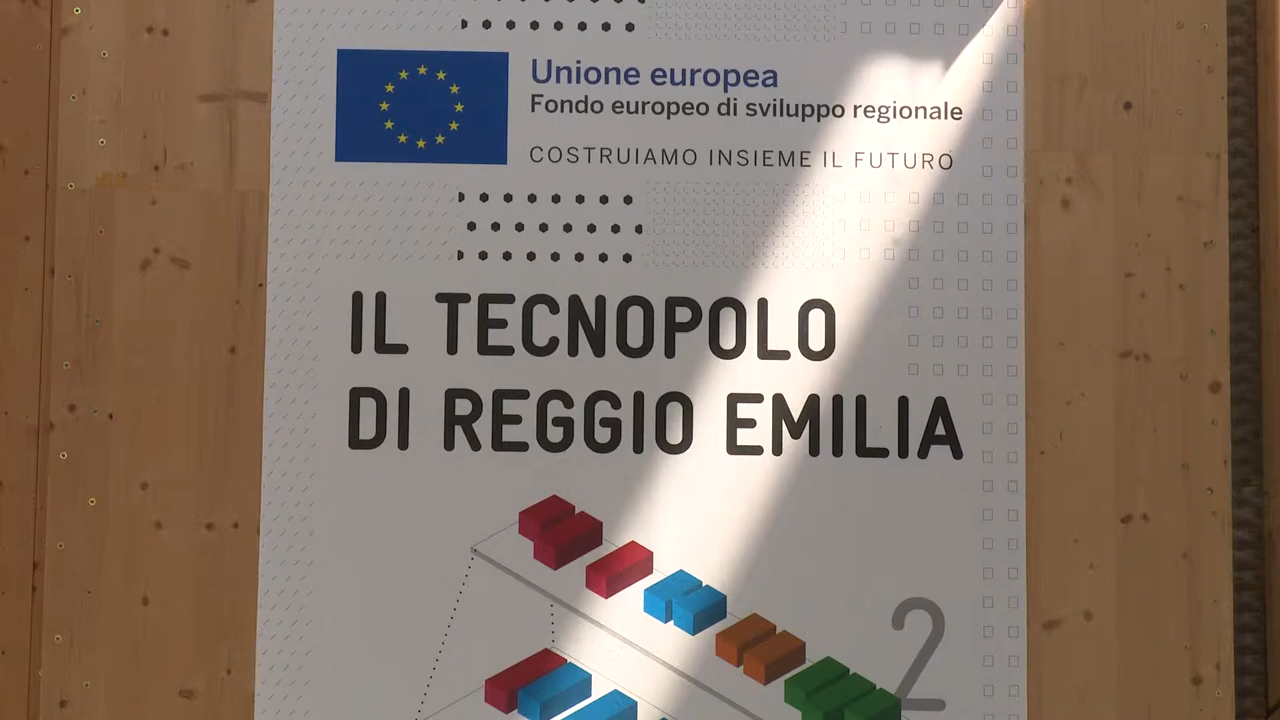 Unione europea
Fondo europeo di sviluppo regionale
COSTRUIAMO INSIEME IL FUTURO
IL TECNOPOLO
DI REGGIO EMILIA
2